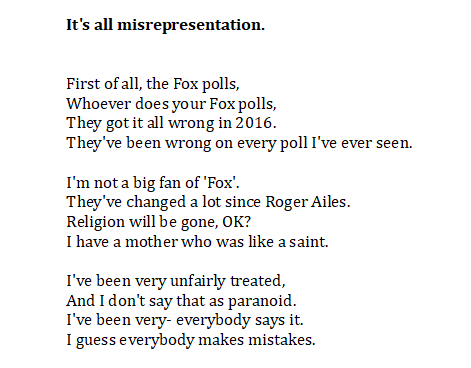 It's all misrepresentation.
First of all, the Fox polls,
Whoever does your Fox polls,
They got it all wrong in 2016.
They've been wrong on every poll I've ever seen.
I'm not a big fan of 'Fox'.
They've changed a lot since Roger Ailes.
Religion will be gone, OK?
I have a mother who was like a saint.
I've been very unfairly treated,
And I don't say that as paranoid.
I've been very- everybody says it.
I guess everybody makes mistakes.